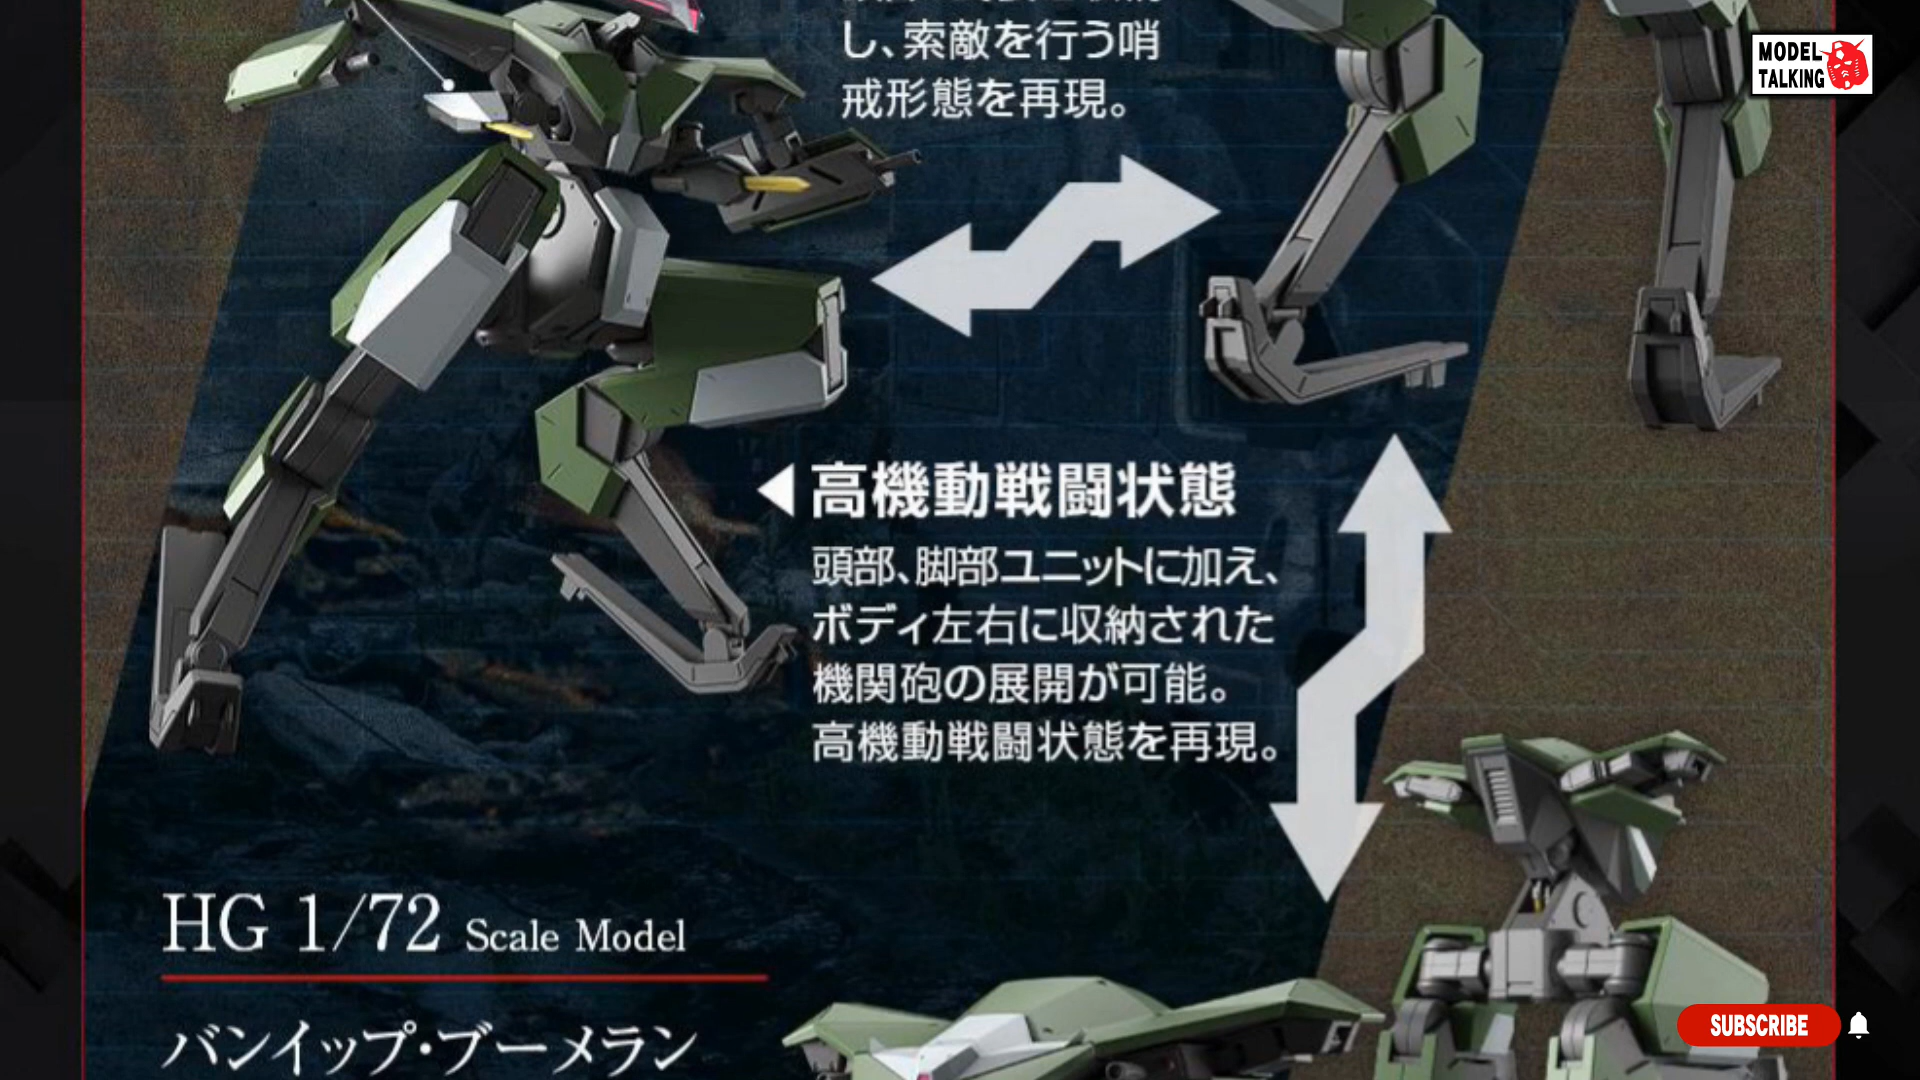 し、索敵を行う哨
戒形態を再現。
MODEL
TALKING
高機動戦闘状態
頭部、脚部ユニットに加え、
ボディ左右に収納された
機関砲の展開が可能。
高機動戦闘状態を再現。
HG 1/72 Scale Model
バンイップ・ブーメラン
SUBSCRIBE